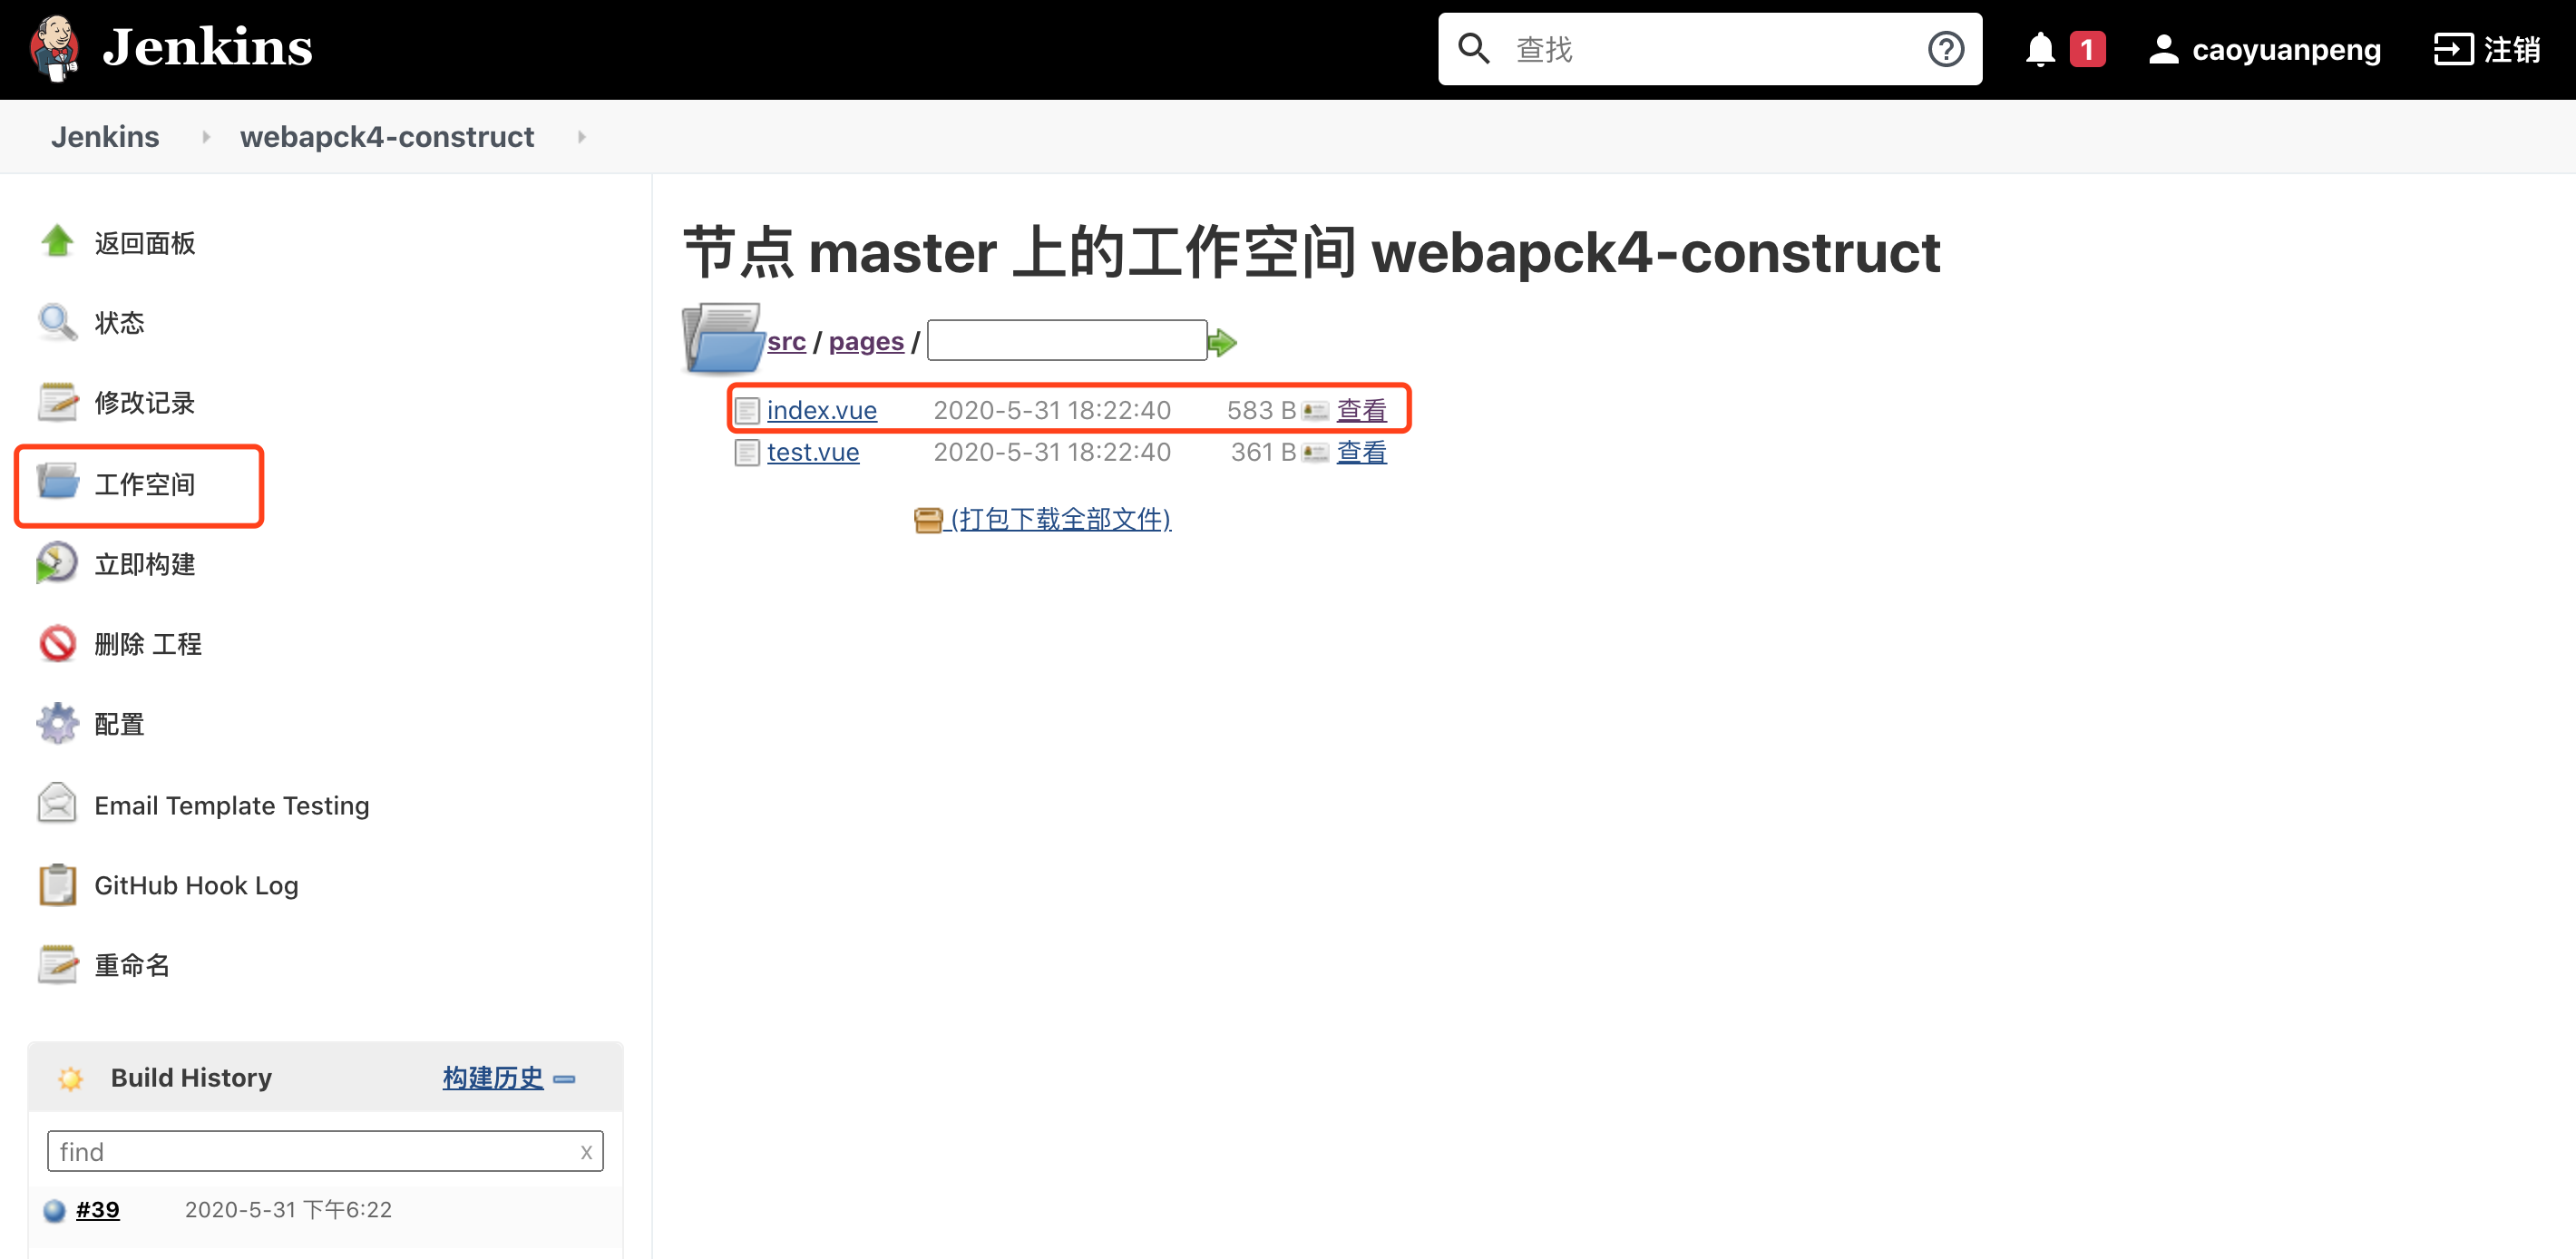 Jenkins
查找
1
caoyuanpeng
注销
Jenkins
webapck4-construct
返回面板
状态
修改记录
工作空间
立即构建
删除 工程
配置
Email Template Testing
GitHub Hook Log
重命名
Build History
构建历史
find
x
#39 2020-5-31 下午6:22
节点 master 上的工作空间 webapck4-construct
src / pages /
index.vue 2020-5-31 18:22:40 583 B 查看
test.vue 2020-5-31 18:22:40 361 B 查看
(打包下载全部文件)